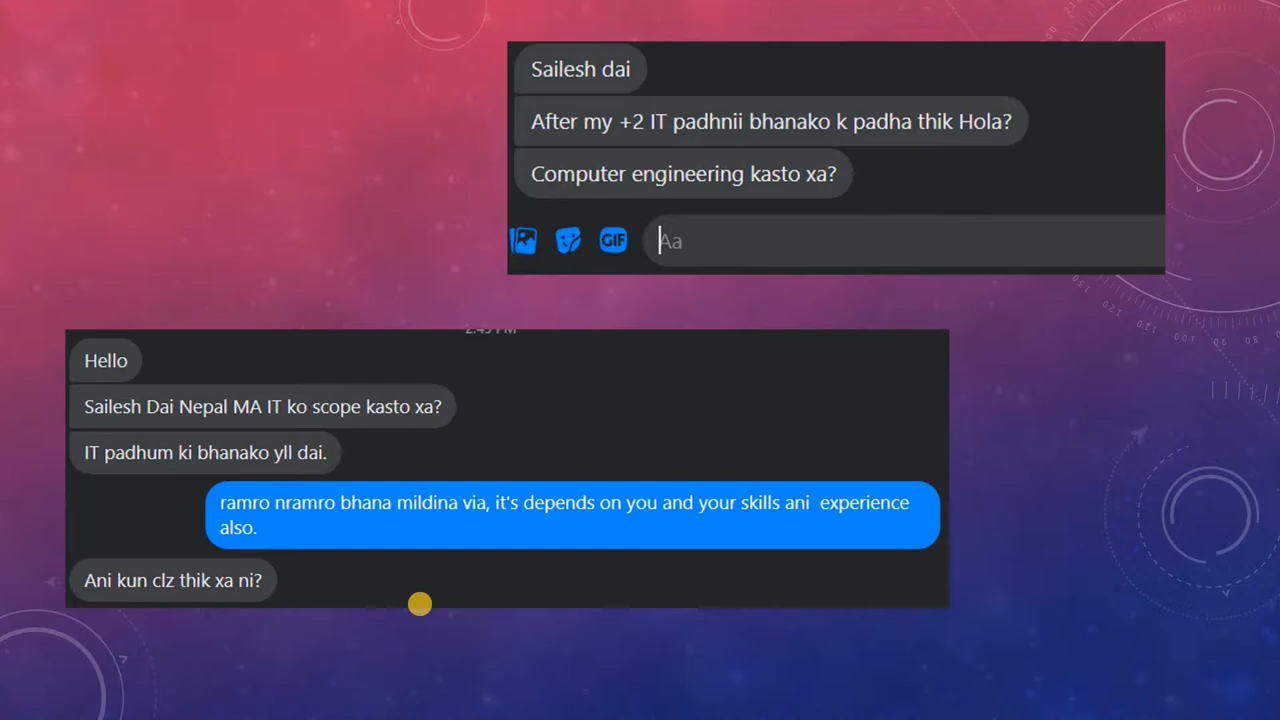 Sailesh dai
After my +2 IT padhnii bhanako k padha thik Hola?
Computer engineering kasto xa?
GIF
Aa
Hello
Sailesh Dai Nepal MA IT ko scope kasto xa?
IT padhum ki bhanako yll dai.
ramro nramro bhana mildina via, it's depends on you and your skills ani experience
also.
Ani kun clz thik xa ni?